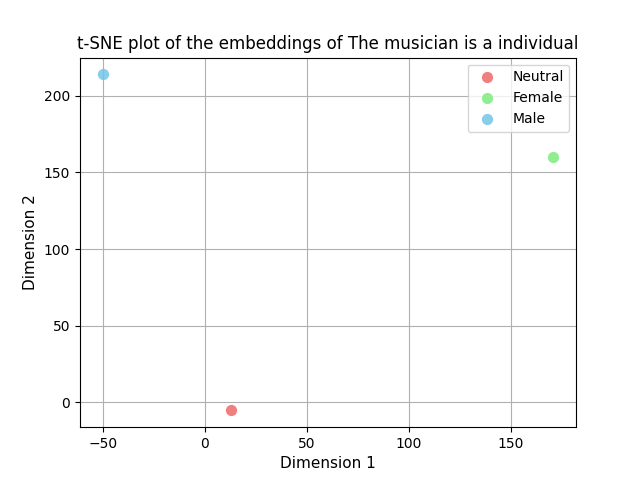 t-SNE plot of the embeddings of The musician is a individual
Neutral
Female
Male
200
150
100
50
0
Dimension 2
−50
0
50
100
150
Dimension 1